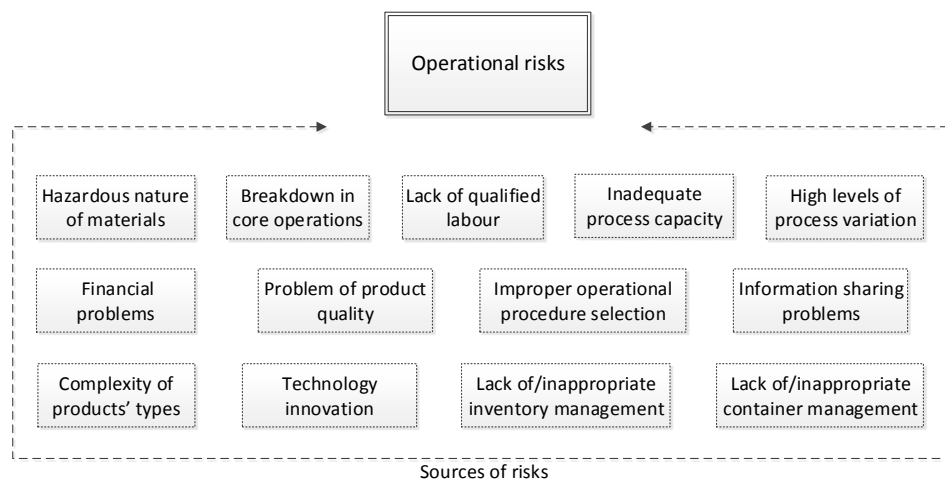 Operational risks
Hazardous nature
of materials
Breakdown in
core operations
Lack of qualified
labour
Inadequate
process capacity
High levels of
process variation
Financial
problems
Problem of product
quality
Improper operational
procedure selection
Information sharing
problems
Complexity of
products’ types
Technology
innovation
Lack of/inappropriate
inventory management
Lack of/inappropriate
container management
Sources of risks